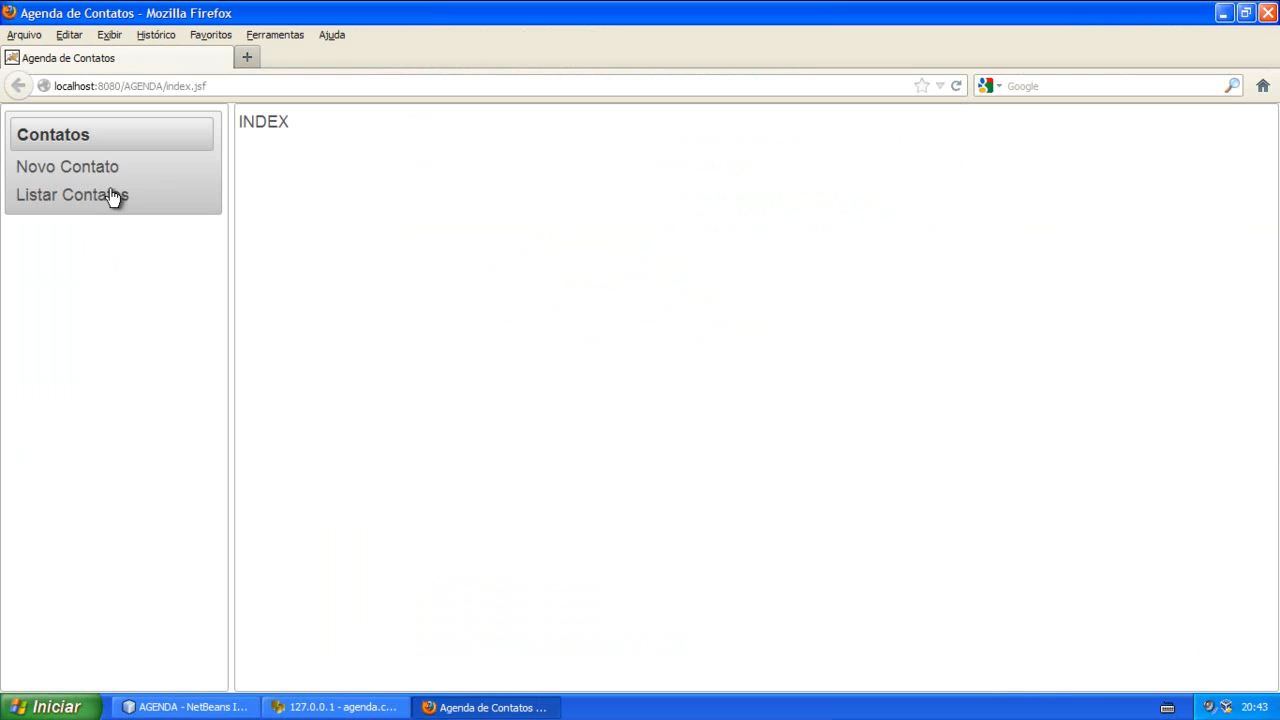 Agenda de Contatos - Mozilla Firefox
Arquivo Editar Exibir Histórico Favoritos Ferramentas Ajuda
Agenda de Contatos
localhost:8080/AGENDA/index.jsf
Google
Contatos
Novo Contato
Listar Contatos
INDEX
Iniciar
AGENDA - NetBeans I...
127.0.0.1 - agenda.c...
Agenda de Contatos ...
20:43